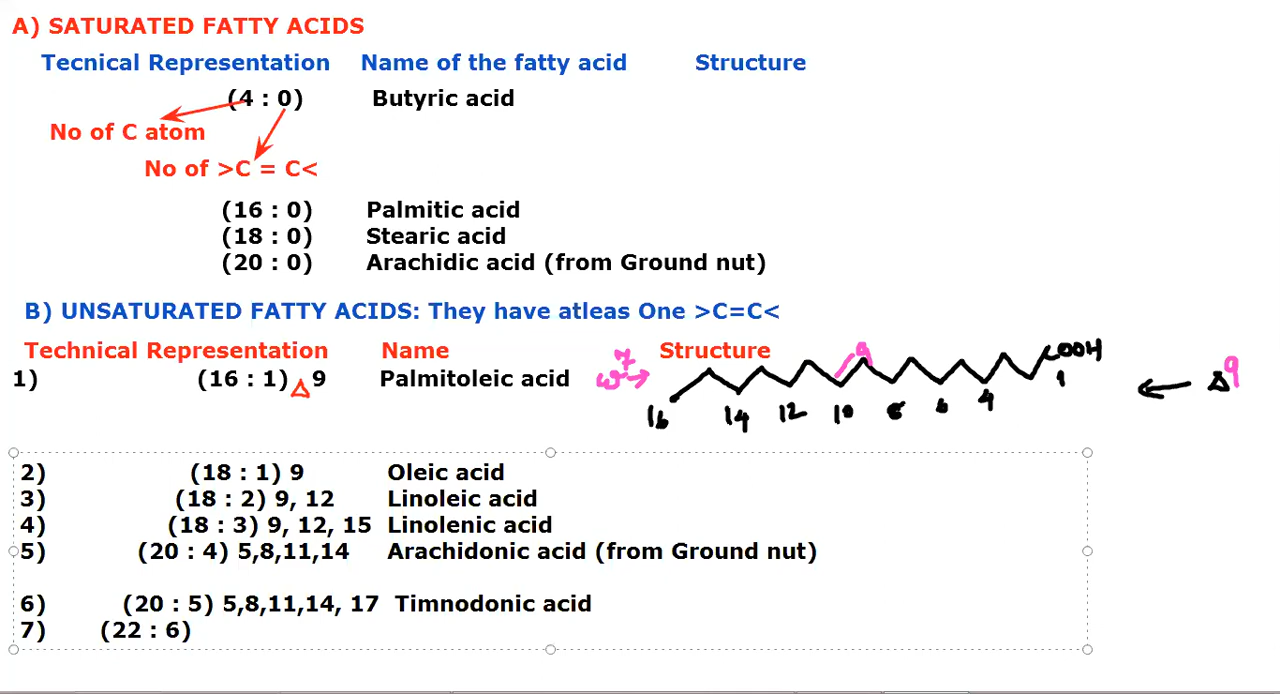 A) SATURATED FATTY ACIDS
Tecnical Representation Name of the fatty acid Structure
(4 : 0) Butyric acid
No of C atom
No of >C = C<
(16 : 0) Palmitic acid
(18 : 0) Stearic acid
(20 : 0) Arachidic acid (from Ground nut)
B) UNSATURATED FATTY ACIDS: They have atleas One >C=C<
Technical Representation Name Structure
1) (16 : 1) Δ 9 Palmitoleic acid
ω7 → 9 COOH
1 ← Δ9
16 14 12 10 8 6 4
2) (18 : 1) 9 Oleic acid
3) (18 : 2) 9, 12 Linoleic acid
4) (18 : 3) 9, 12, 15 Linolenic acid
5) (20 : 4) 5,8,11,14 Arachidonic acid (from Ground nut)
6) (20 : 5) 5,8,11,14, 17 Timnodonic acid
7) (22 : 6)